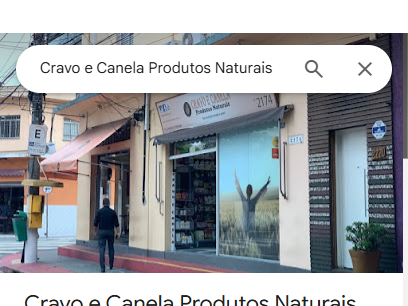 Cravo e Canela Produtos Naturais
CRAVO E CANELA
Produtos Naturais
2174
E
2174
Cravo e Canela Produtos Naturais